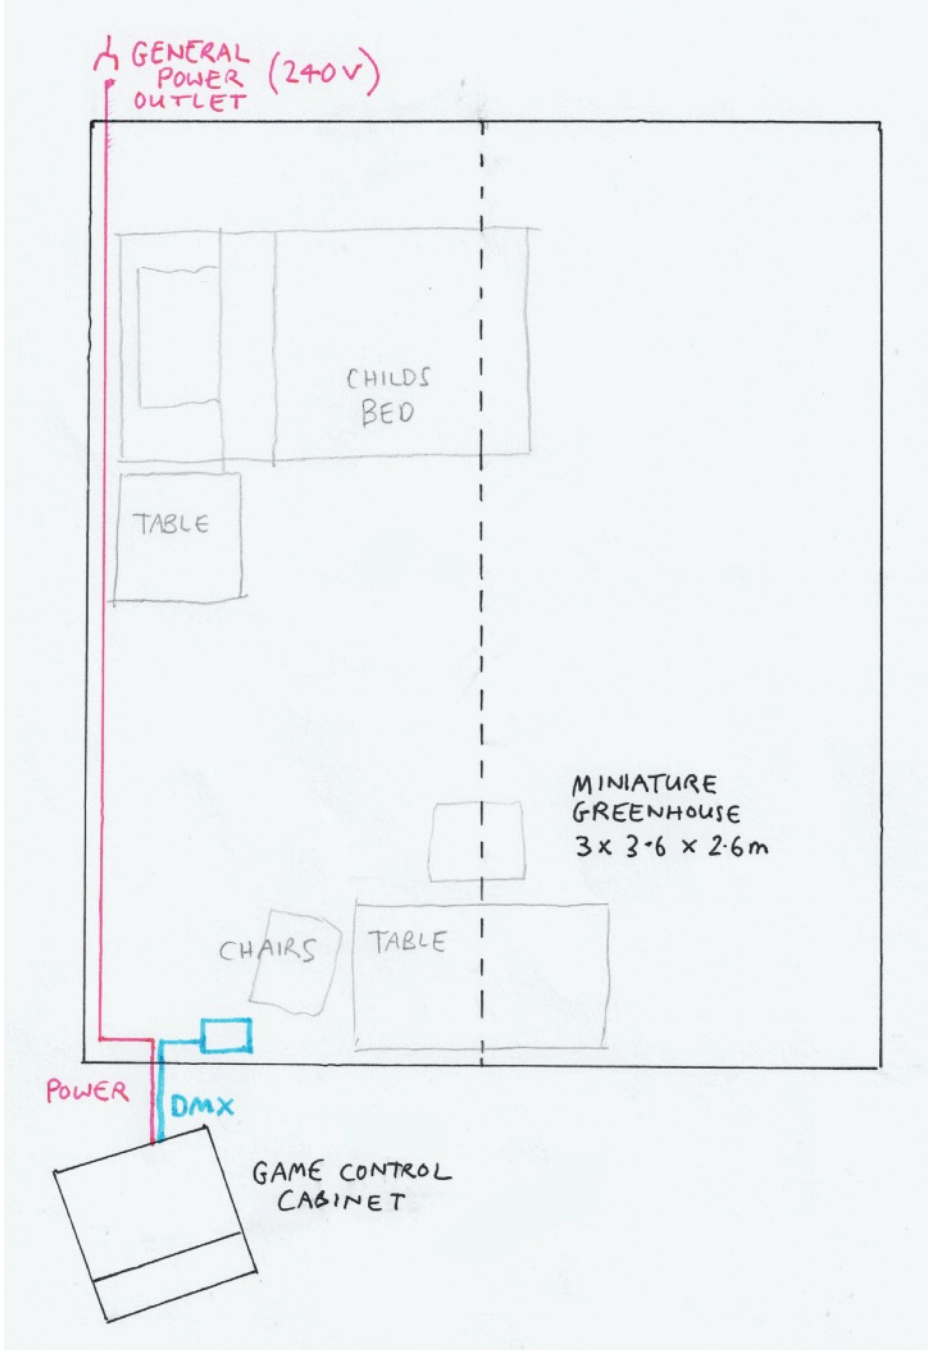 GENERAL
POWER (240V)
OUTLET
CHILDS
BED
TABLE
MINIATURE
GREENHOUSE
3 x 3.6 x 2.6m
CHAIRS
TABLE
POWER
DMX
GAME CONTROL
CABINET